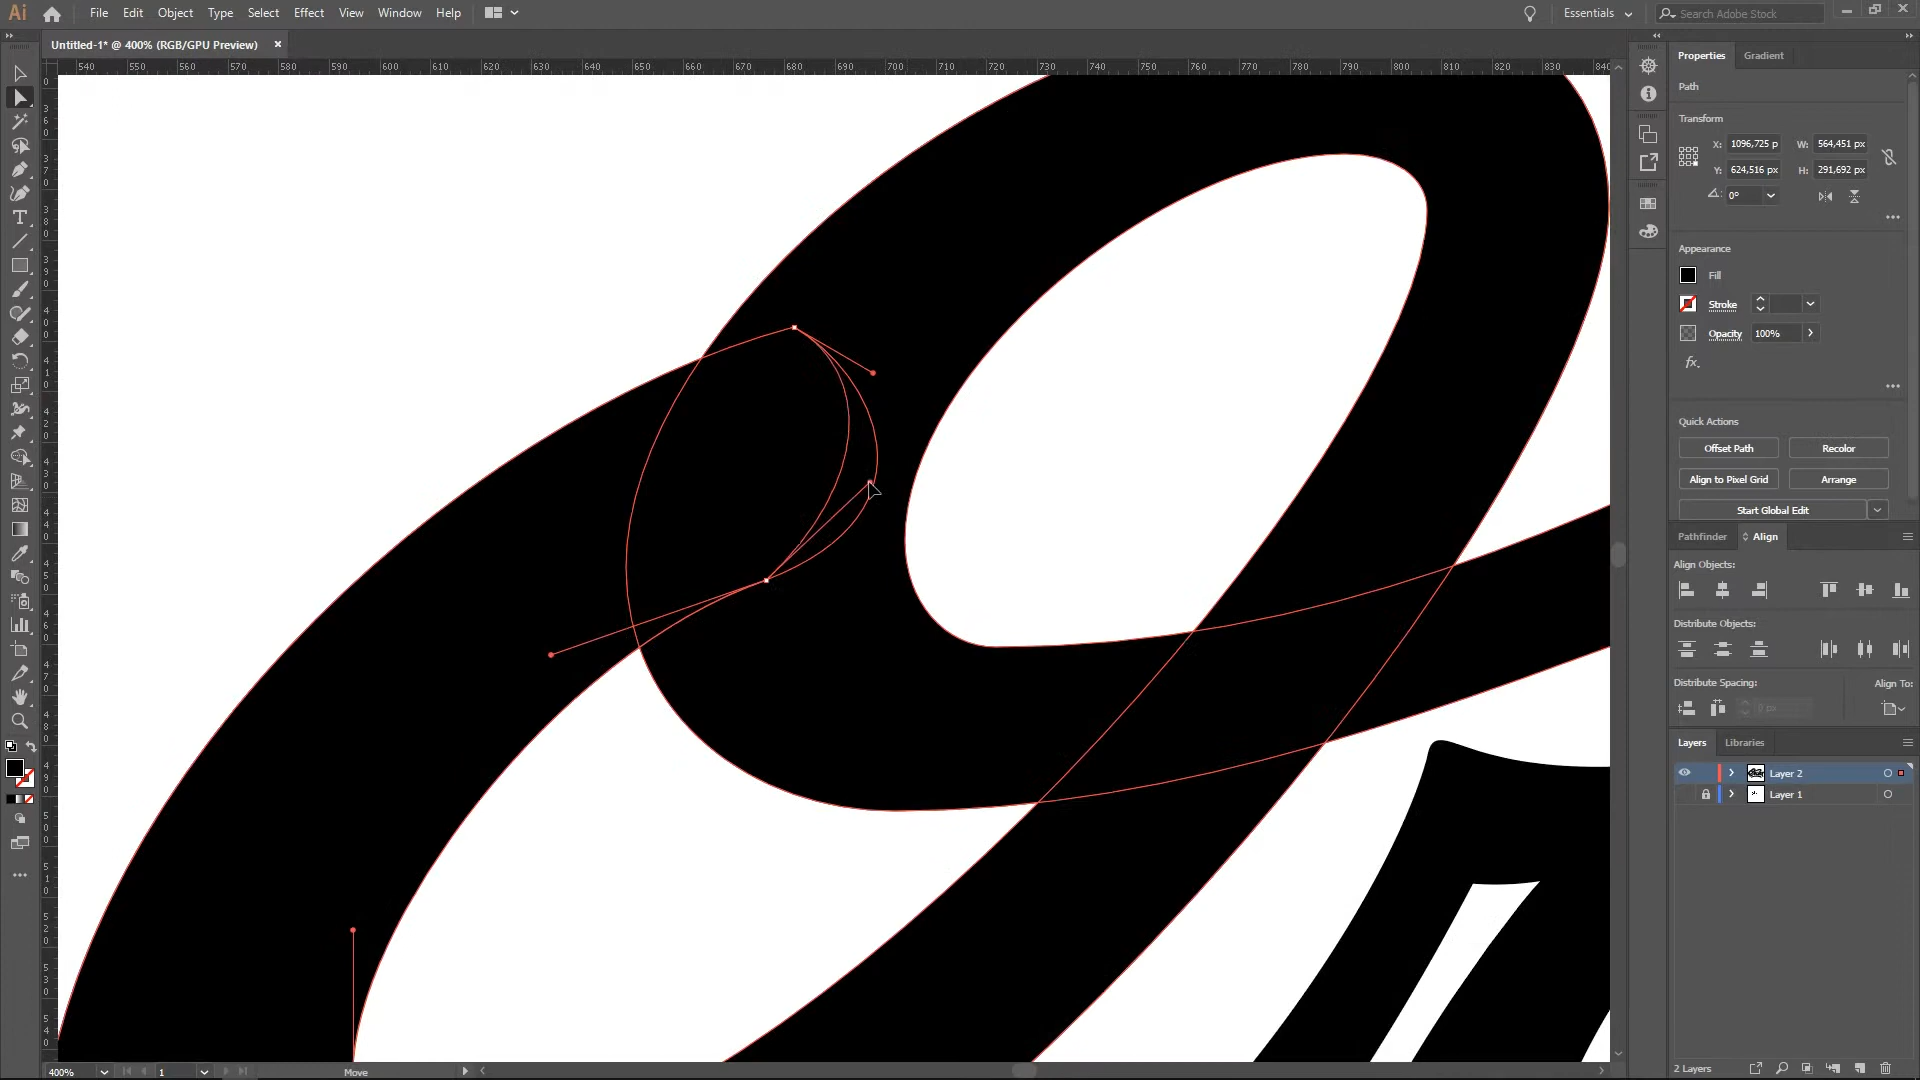 Ai File Edit Object Type Select Effect View Window Help Essentials Search Adobe Stock
Untitled-1* @ 400% (RGB/GPU Preview)
540 550 560 570 580 590 600 610 620 630 640 650 660 670 680 690 700 710 720 730 740 750 760 770 780 790 800 810 820 830 840
Properties Gradient
Path
Transform
X: 1096,725 p W: 564,451 px
Y: 624,516 px H: 291,692 px
0°
Appearance
Fill
Stroke
Opacity 100%
fx.
Quick Actions
Offset Path Recolor
Align to Pixel Grid Arrange
Start Global Edit
Pathfinder Align
Align Objects:
Distribute Objects:
Distribute Spacing: Align To:
0 px
Layers Libraries
Layer 2
Layer 1
400% 1 Move 2 Layers